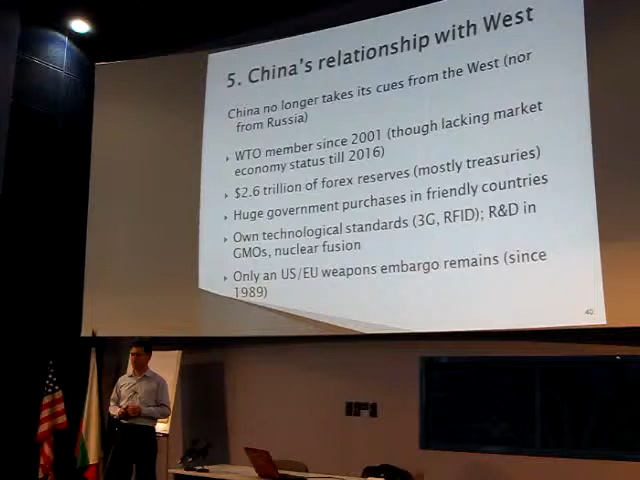 5. China's relationship with West
China no longer takes its cues from the West (nor
from Russia)
WTO member since 2001 (though lacking market
economy status till 2016)
$2.6 trillion of forex reserves (mostly treasuries)
Huge government purchases in friendly countries
Own technological standards (3G, RFID); R&D in
GMOs, nuclear fusion
Only an US/EU weapons embargo remains (since
1989)
40